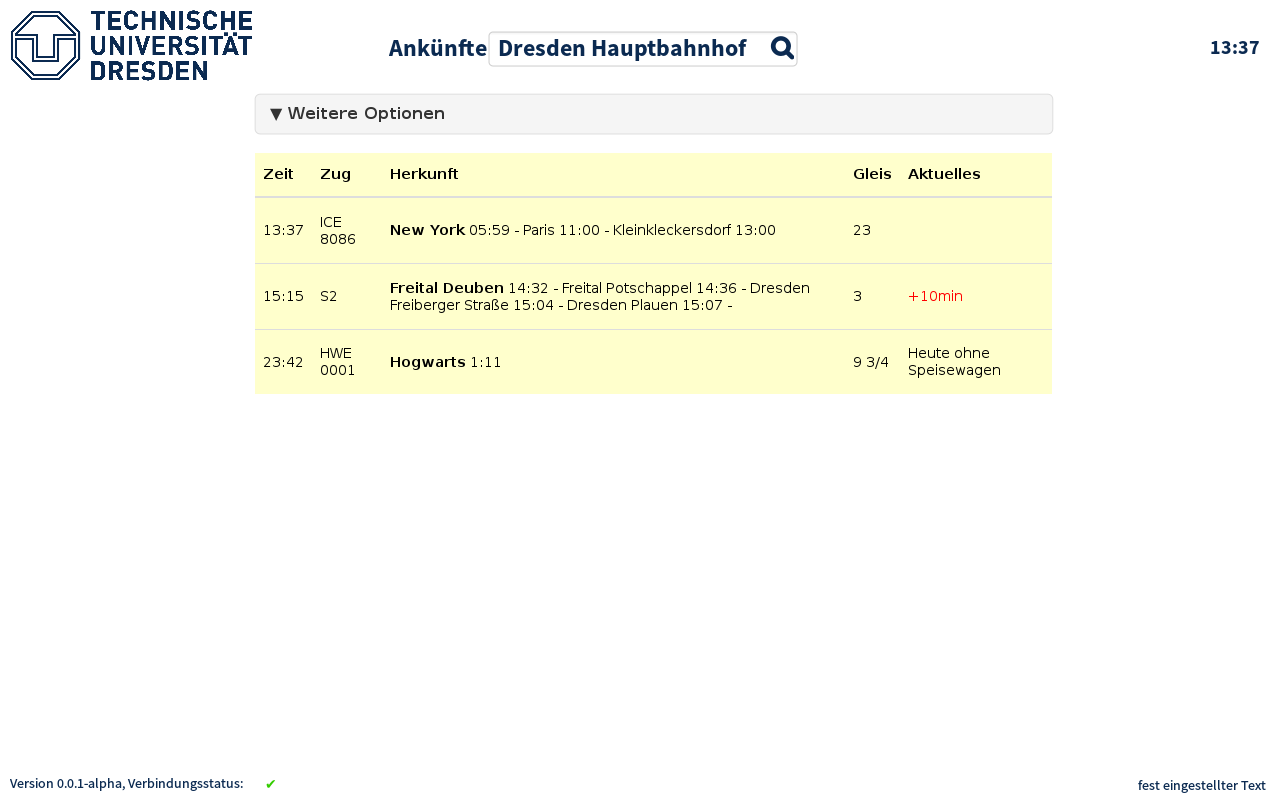 TECHNISCHE
UNIVERSITÄT
DRESDEN
Ankünfte Dresden Hauptbahnhof
13:37
▼ Weitere Optionen
Zeit Zug Herkunft Gleis Aktuelles
13:37 ICE 8086 New York 05:59 - Paris 11:00 - Kleinkleckersdorf 13:00 23
15:15 S2 Freital Deuben 14:32 - Freital Potschappel 14:36 - Dresden
Freiberger Straße 15:04 - Dresden Plauen 15:07 - 3 +10min
23:42 HWE 0001 Hogwarts 1:11 9 3/4 Heute ohne
Speisewagen
Version 0.0.1-alpha, Verbindungsstatus: ✔
fest eingestellter Text